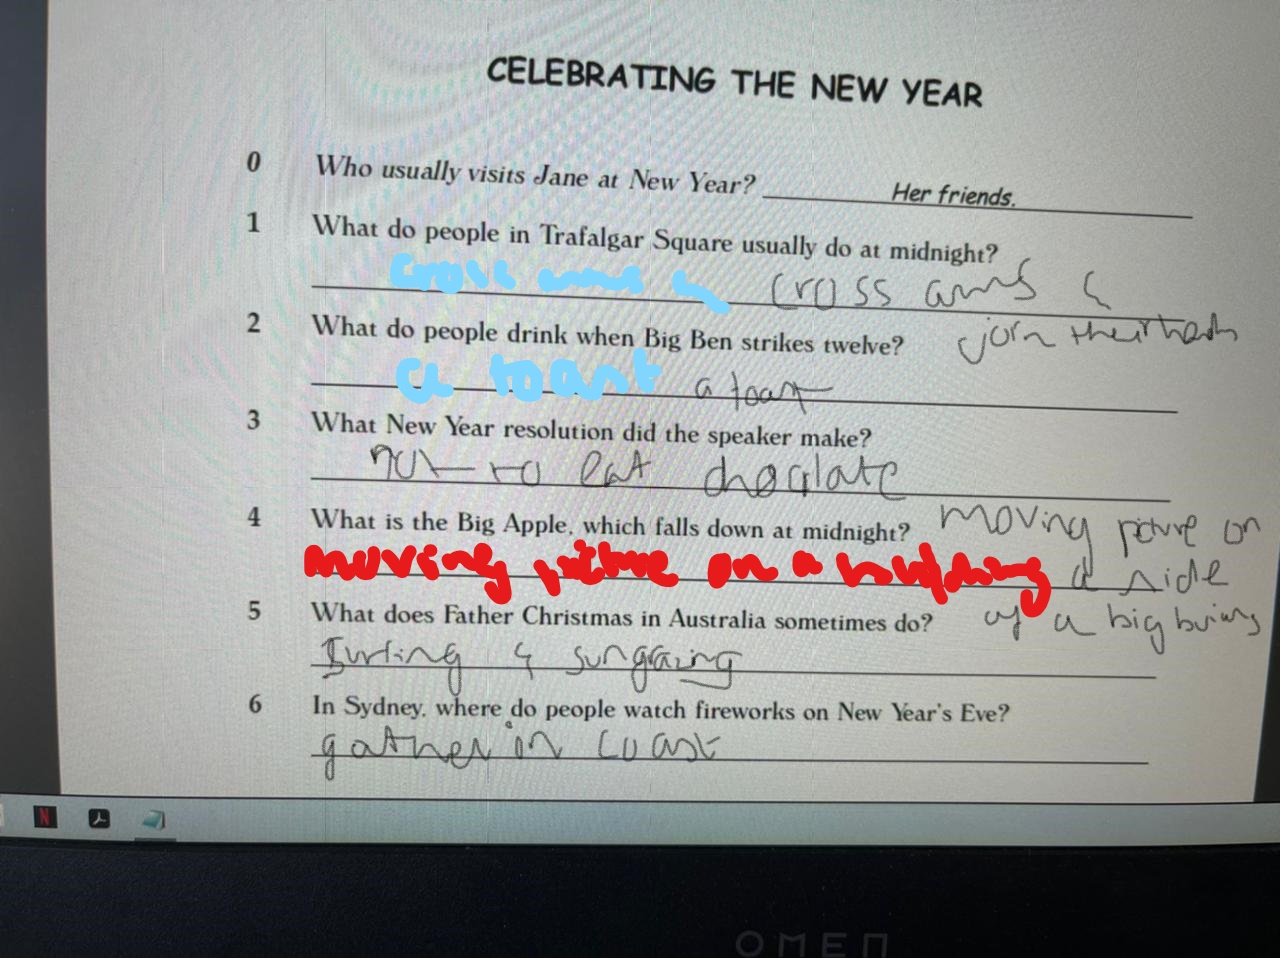 CELEBRATING THE NEW YEAR
0 Who usually visits Jane at New Year? Her friends.
1 What do people in Trafalgar Square usually do at midnight?
cross arms & cross arms &
join their hands
2 What do people drink when Big Ben strikes twelve?
a toast a toast
3 What New Year resolution did the speaker make?
not to eat
4 What is the Big Apple, which falls down at midnight? moving picture on
moving picture on a a side
5 What does Father Christmas in Australia sometimes do? of a big
surfing &
6 In Sydney, where do people watch fireworks on New Year's Eve?
gather in coast
N
OMEN